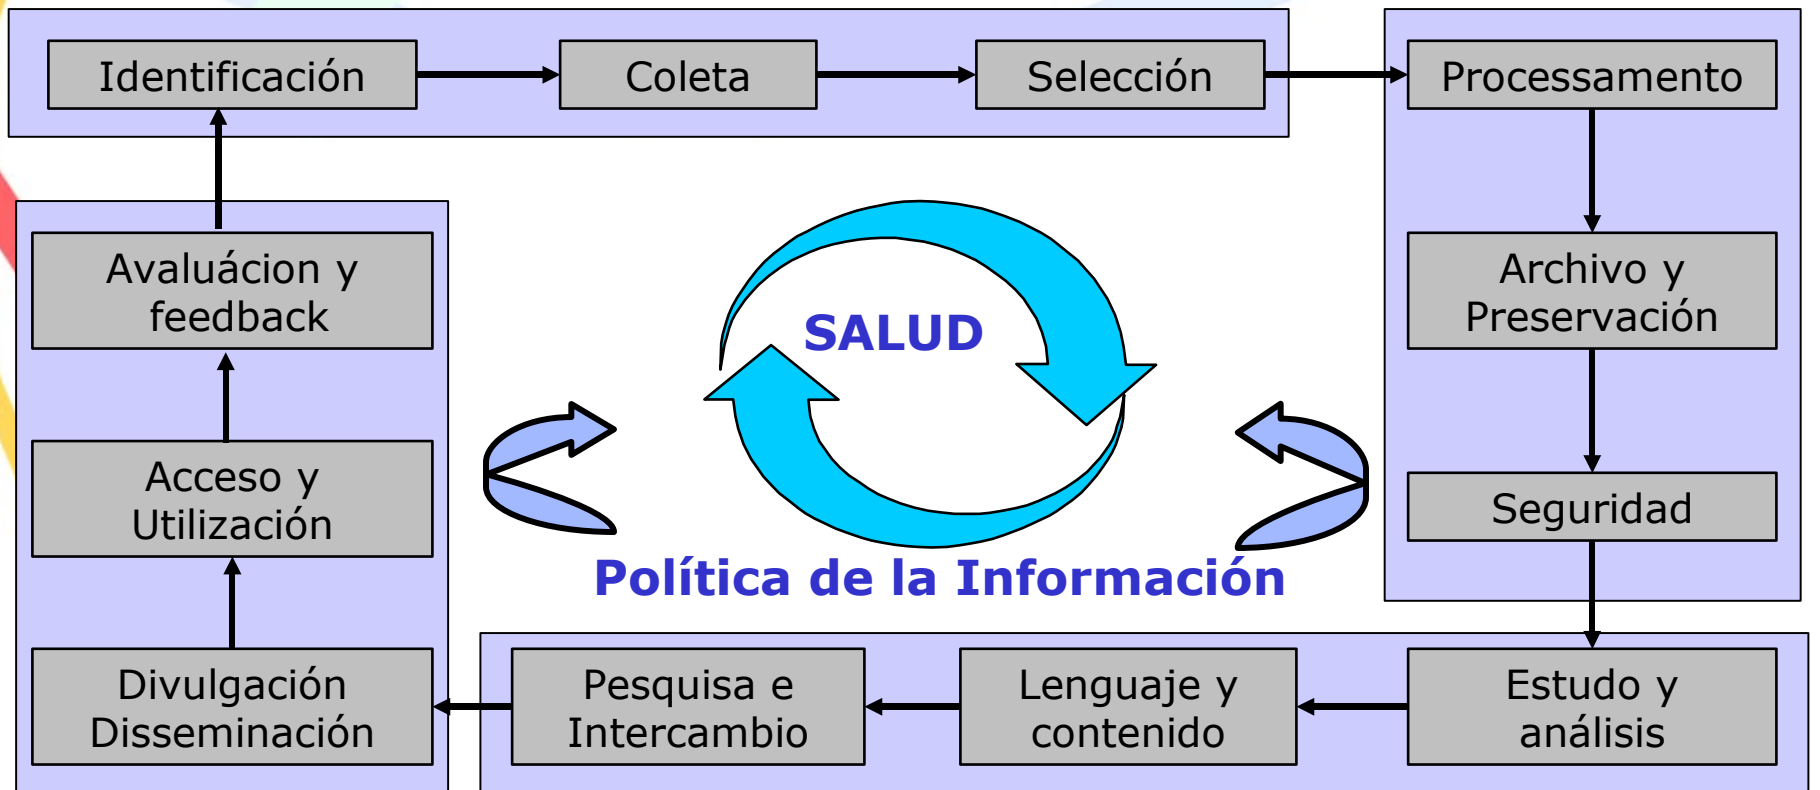 Identificación
Coleta
Selección
Processamento
Avaluácion y
feedback
SALUD
Archivo y
Preservación
Acceso y
Utilización
Seguridad
Política de la Información
Divulgación
Disseminación
Pesquisa e
Intercambio
Lenguaje y
contenido
Estudo y
análisis